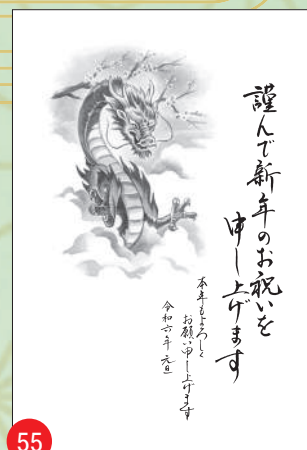 謹んで新年のお祝いを
申し上げます
本年もよろしく
お願い申し上げます
令和六年 元旦
55